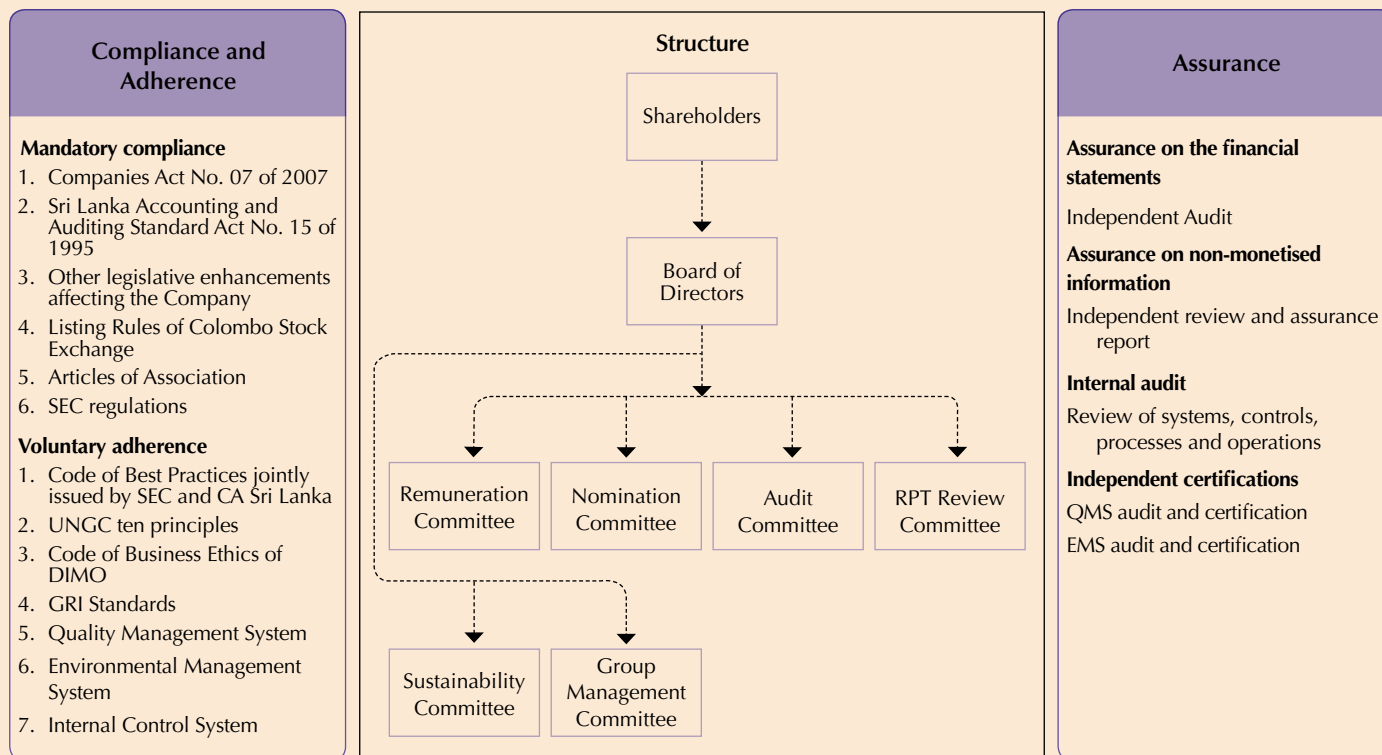 Compliance and
Adherence
Mandatory compliance
1. Companies Act No. 07 of 2007
2. Sri Lanka Accounting and
Auditing Standard Act No. 15 of
1995
3. Other legislative enhancements
affecting the Company
4. Listing Rules of Colombo Stock
Exchange
5. Articles of Association
6. SEC regulations
Voluntary adherence
1. Code of Best Practices jointly
issued by SEC and CA Sri Lanka
2. UNGC ten principles
3. Code of Business Ethics of
DIMO
4. GRI Standards
5. Quality Management System
6. Environmental Management
System
7. Internal Control System
Structure
Shareholders
Board of
Directors
Remuneration
Committee
Nomination
Committee
Audit
Committee
RPT Review
Committee
Sustainability
Committee
Group
Management
Committee
Assurance
Assurance on the financial
statements
Independent Audit
Assurance on non-monetised
information
Independent review and assurance
report
Internal audit
Review of systems, controls,
processes and operations
Independent certifications
QMS audit and certification
EMS audit and certification